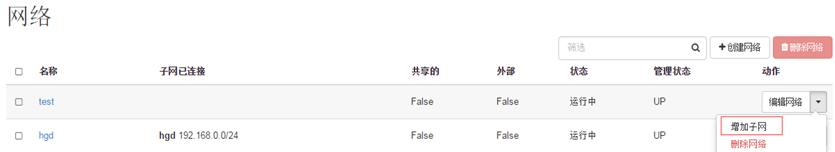 网络
筛选 创建网络 删除网络
名称 子网已连接 共享的 外部 状态 管理状态 动作
test False False 运行中 UP 编辑网络
hgd hgd 192.168.0.0/24 False False 运行中 UP
增加子网
删除网络